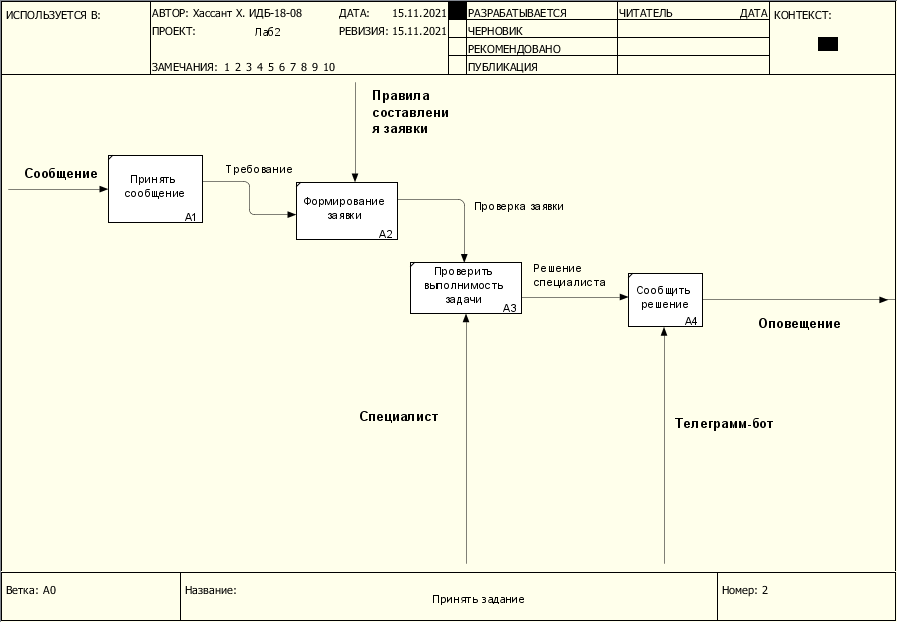 ИСПОЛЬЗУЕТСЯ В:
АВТОР: Хассант Х. ИДБ-18-08
ДАТА: 15.11.2021
ПРОЕКТ: Лаб2
РЕВИЗИЯ: 15.11.2021
ЗАМЕЧАНИЯ: 1 2 3 4 5 6 7 8 9 10
РАЗРАБАТЫВАЕТСЯ
ЧЕРНОВИК
РЕКОМЕНДОВАНО
ПУБЛИКАЦИЯ
ЧИТАТЕЛЬ
ДАТА
КОНТЕКСТ:
Правила
составлени
я заявки
Сообщение
Принять
сообщение
A1
Требование
Формирование
заявки
A2
Проверка заявки
Проверить
выполнимость
задачи
A3
Решение
специалиста
Сообщить
решение
A4
Оповещение
Специалист
Телеграмм-бот
Ветка: A0
Название:
Принять задание
Номер: 2